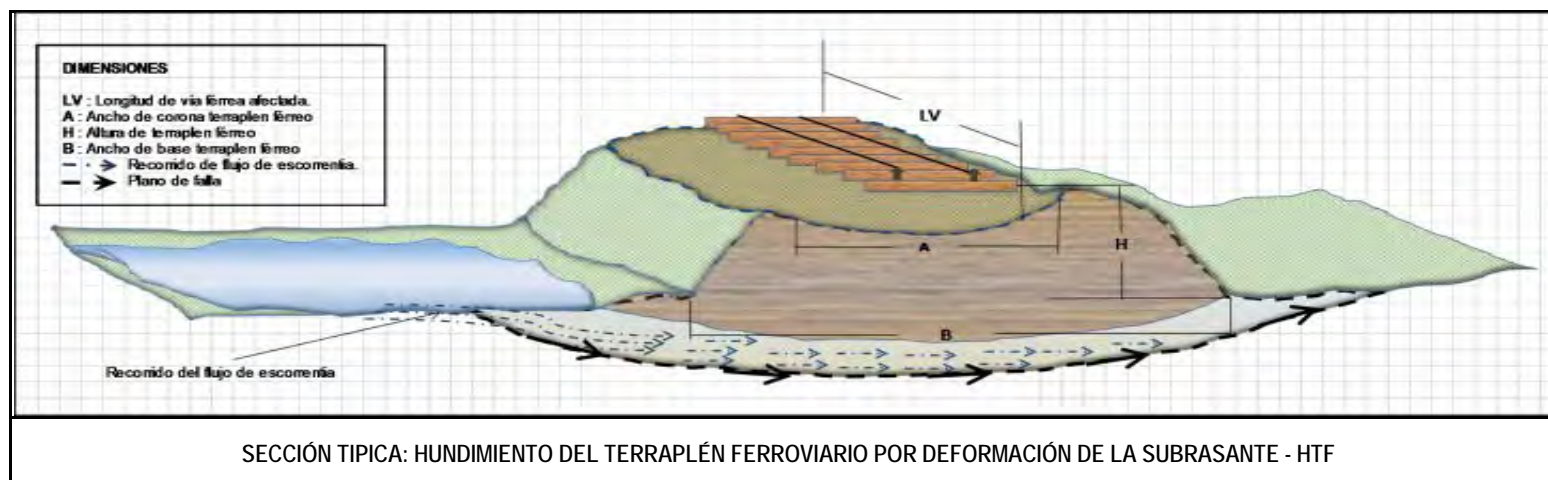 DIMENSIONES
LV : Longitud de vía férrea afectada.
A : Ancho de corona terraplen férreo
H : Altura de terraplen férreo
B : Ancho de base terraplen férreo
Recorrido de flujo de escorrentía.
Plano de falla
LV
A
H
B
Recorrido del flujo de escorrentía
SECCIÓN TIPICA: HUNDIMIENTO DEL TERRAPLÉN FERROVIARIO POR DEFORMACIÓN DE LA SUBRASANTE - HTF